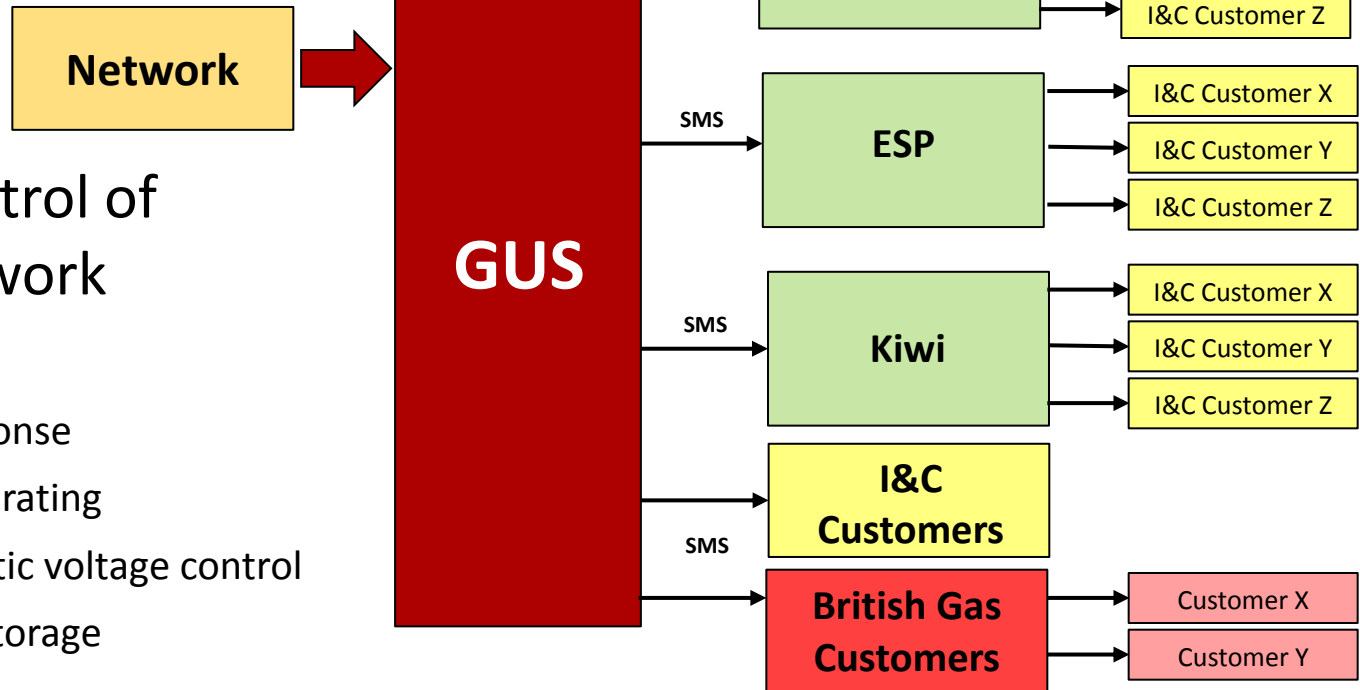 Network
trol of
work
onse
rating
tic voltage control
torage
GUS
I&C Customer Z
SMS
ESP
I&C Customer X
I&C Customer Y
I&C Customer Z
SMS
Kiwi
I&C Customer X
I&C Customer Y
I&C Customer Z
I&C
Customers
SMS
British Gas
Customers
Customer X
Customer Y